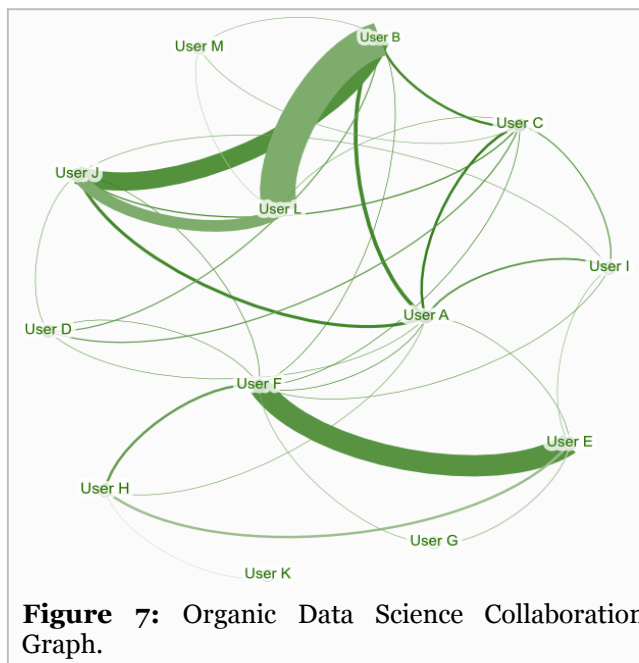 User B
User M
User C
User J
User L
User I
User A
User D
User F
User E
User H
User G
User K
Figure 7: Organic Data Science Collaboration
Graph.